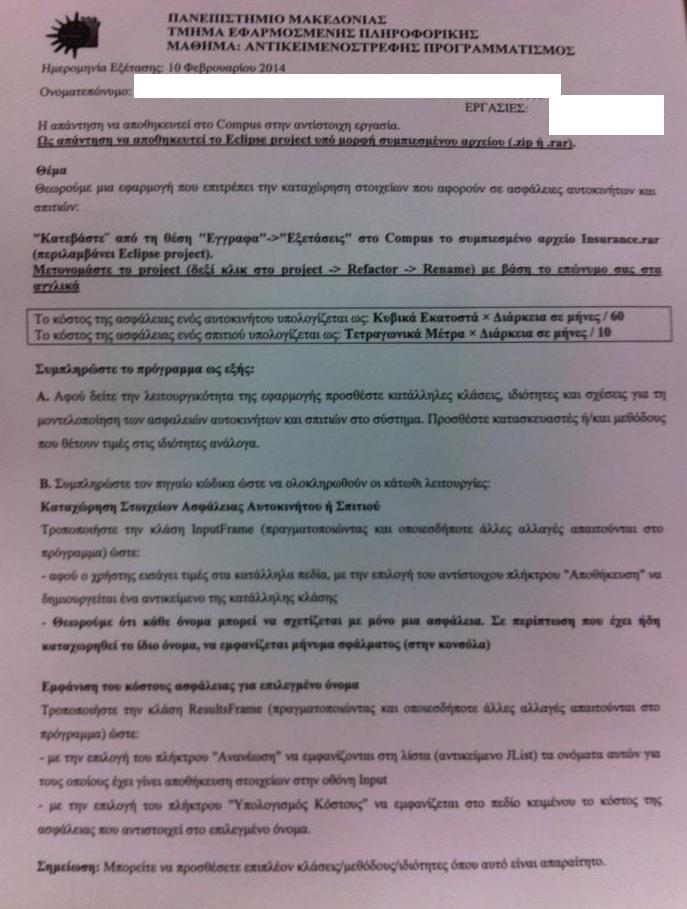 ΠΑΝΕΠΙΣΤΗΜΙΟ ΜΑΚΕΔΟΝΙΑΣ
ΤΜΗΜΑ ΕΦΑΡΜΟΣΜΕΝΗΣ ΠΛΗΡΟΦΟΡΙΚΗΣ
ΜΑΘΗΜΑ: ΑΝΤΙΚΕΙΜΕΝΟΣΤΡΕΦΗΣ ΠΡΟΓΡΑΜΜΑΤΙΣΜΟΣ
Ημερομηνία Εξέτασης: 10 Φεβρουαρίου 2014
Ονοματεπώνυμο:
ΕΡΓΑΣΙΕΣ:
Η απάντηση να αποθηκευτεί στο Compus στην αντίστοιχη εργασία.
Ως απάντηση να αποθηκευτεί το Eclipse project υπό μορφή συμπιεσμένου αρχείου (.zip ή .rar).
Θέμα
Θεωρούμε μια εφαρμογή που επιτρέπει την καταχώρηση στοιχείων που αφορούν σε ασφάλειες αυτοκινήτων και
σπιτιών:
"Κατεβάστε" από τη θέση "Έγγραφα"->"Εξετάσεις" στο Compus το συμπιεσμένο αρχείο Insurance.rar
(περιλαμβάνει Eclipse project).
Μετονομάστε το project (δεξί κλικ στο project -> Refactor -> Rename) με βάση το επώνυμο σας στα
αγγλικά
Το κόστος της ασφάλειας ενός αυτοκινήτου υπολογίζεται ως: Κυβικά Εκατοστά × Διάρκεια σε μήνες / 60
Το κόστος της ασφάλειας ενός σπιτιού υπολογίζεται ως: Τετραγωνικά Μέτρα × Διάρκεια σε μήνες / 10
Συμπληρώστε το πρόγραμμα ως εξής:
Α. Αφού δείτε την λειτουργικότητα της εφαρμογής προσθέστε κατάλληλες κλάσεις, ιδιότητες και σχέσεις για τη
μοντελοποίηση των ασφαλειών αυτοκινήτων και σπιτιών στο σύστημα. Προσθέστε κατασκευαστές ή/και μεθόδους
που θέτουν τιμές στις ιδιότητες ανάλογα.
Β. Συμπληρώστε τον πηγαίο κώδικα ώστε να ολοκληρωθούν οι κάτωθι λειτουργίες:
Καταχώρηση Στοιχείων Ασφάλειας Αυτοκινήτου ή Σπιτιού
Τροποποιήστε την κλάση InputFrame (πραγματοποιώντας και οποιεσδήποτε άλλες αλλαγές απαιτούνται στο
πρόγραμμα) ώστε:
- αφού ο χρήστης εισάγει τιμές στα κατάλληλα πεδία, με την επιλογή του αντίστοιχου πλήκτρου "Αποθήκευση" να
δημιουργείται ένα αντικείμενο της κατάλληλης κλάσης
- Θεωρούμε ότι κάθε όνομα μπορεί να σχετίζεται με μόνο μια ασφάλεια. Σε περίπτωση που έχει ήδη
καταχωρηθεί το ίδιο όνομα, να εμφανίζεται μήνυμα σφάλματος (στην κονσόλα)
Εμφάνιση του κόστους ασφάλειας για επιλεγμένο όνομα
Τροποποιήστε την κλάση ResultsFrame (πραγματοποιώντας και οποιεσδήποτε άλλες αλλαγές απαιτούνται στο
πρόγραμμα) ώστε:
- με την επιλογή του πλήκτρου "Ανανέωση" να εμφανίζονται στη λίστα (αντικείμενο JList) τα ονόματα αυτών για
τους οποίους έχει γίνει αποθήκευση στοιχείων στην οθόνη Input
- με την επιλογή του πλήκτρου "Υπολογισμός Κόστους" να εμφανίζεται στο πεδίο κειμένου το κόστος της
ασφάλειας που αντιστοιχεί στο επιλεγμένο όνομα.
Σημείωση: Μπορείτε να προσθέσετε επιπλέον κλάσεις/μεθόδους/ιδιότητες όπου αυτό είναι απαραίτητο.